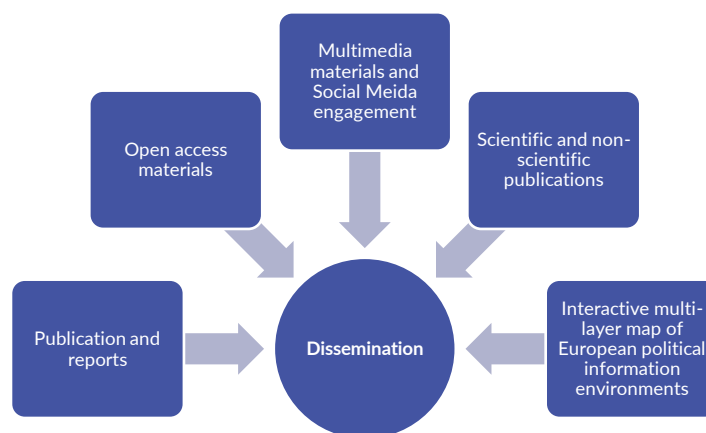 Multimedia
materials and
Social Meida
engagement
Open access
materials
Scientific and non-
scientific
publications
Publication and
reports
Dissemination
Interactive multi-
layer map of
European political
information
environments